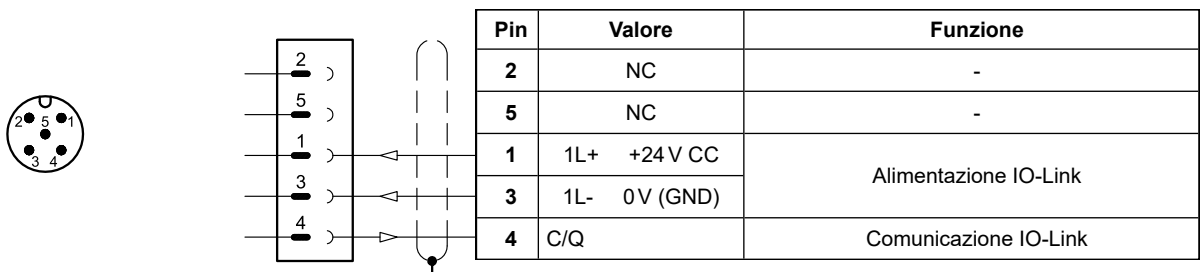 Pin Valore Funzione
2 2 NC -
5 5 NC -
1 1 1L+ +24 V CC Alimentazione IO-Link
3 3 1L- 0 V (GND)
4 4 C/Q Comunicazione IO-Link
2 5 1
3 4